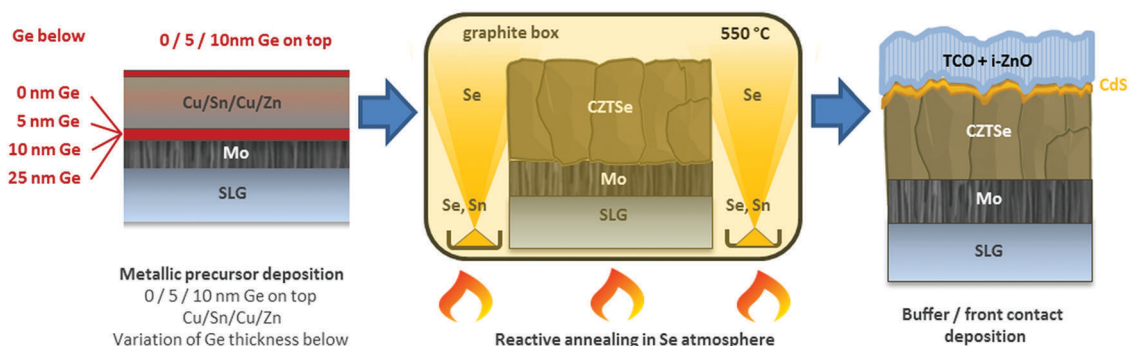 Ge below
0 / 5 / 10nm Ge on top
0 nm Ge
5 nm Ge
10 nm Ge
25 nm Ge
Cu/Sn/Cu/Zn
Mo
SLG
Metallic precursor deposition
0 / 5 / 10 nm Ge on top
Cu/Sn/Cu/Zn
Variation of Ge thickness below
graphite box
550 °C
Se
Se
CZTSe
Mo
Se, Sn
Se, Sn
SLG
Reactive annealing in Se atmosphere
TCO + i-ZnO
CdS
CZTSe
Mo
SLG
Buffer / front contact
deposition